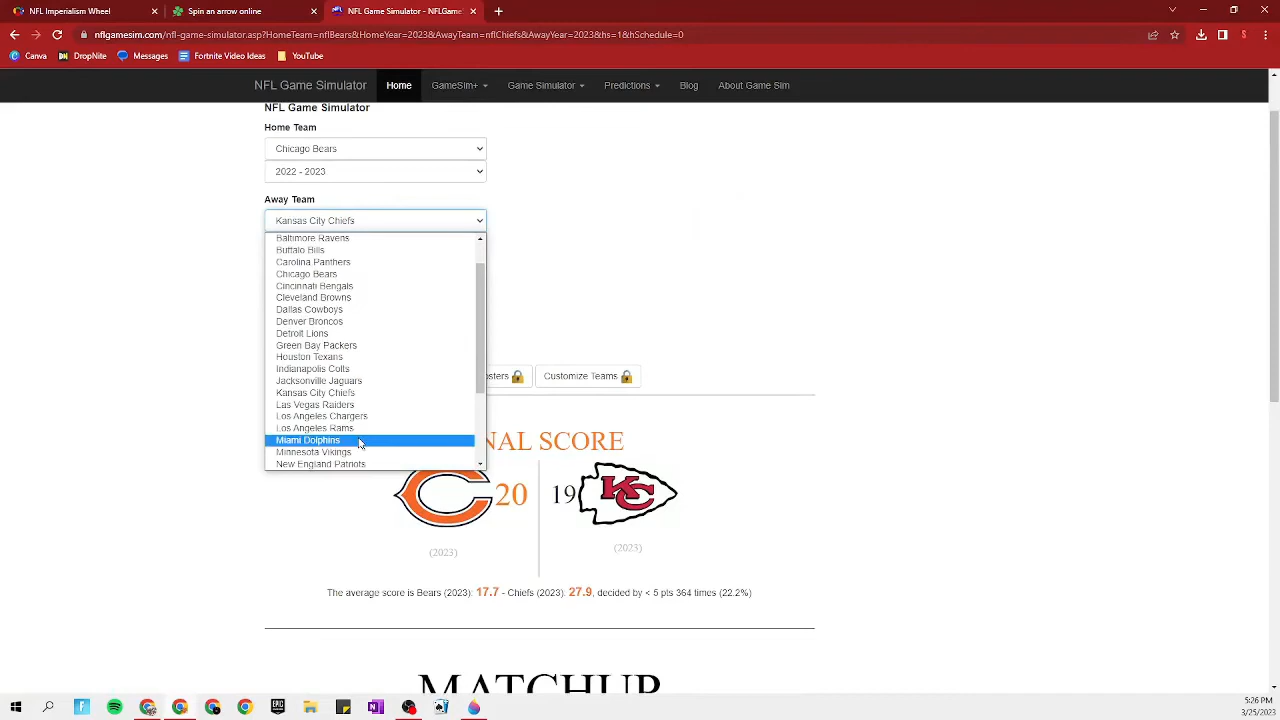 NFL Imperialism Wheel
Spin an arrow online
NFL Game Simulator - NFLGame
nflgamesim.com/nfl-game-simulator.asp?HomeTeam=nflBears&HomeYear=2023&AwayTeam=nflChiefs&AwayYear=2023&hs=1&hSchedule=0
S
Canva
DropNite
Messages
Fortnite Video Ideas
YouTube
NFL Game Simulator
Home
GameSim+
Game Simulator
Predictions
Blog
About Game Sim
NFL Game Simulator
Home Team
Chicago Bears
2022 - 2023
Away Team
Kansas City Chiefs
Baltimore Ravens
Buffalo Bills
Carolina Panthers
Chicago Bears
Cincinnati Bengals
Cleveland Browns
Dallas Cowboys
Denver Broncos
Detroit Lions
Green Bay Packers
Houston Texans
Indianapolis Colts
Jacksonville Jaguars
Kansas City Chiefs
Las Vegas Raiders
Los Angeles Chargers
Los Angeles Rams
Miami Dolphins
Minnesota Vikings
New England Patriots
sters
Customize Teams
NAL SCORE
20
19
KC
(2023)
(2023)
The average score is Bears (2023): 17.7 - Chiefs (2023): 27.9, decided by < 5 pts 364 times (22.2%)
MATCHUP
EPIC
5:26 PM
3/25/2023